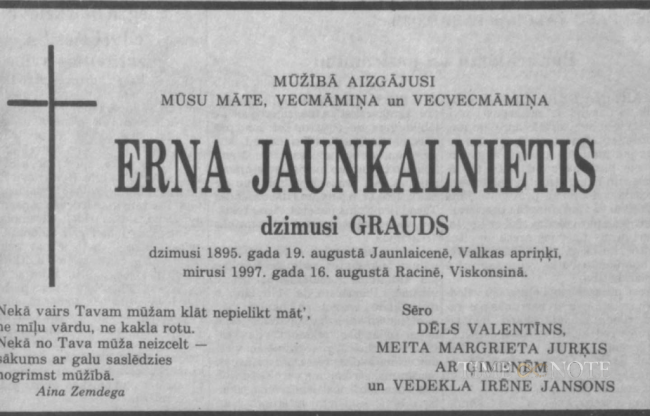 MŪŽĪBĀ AIZGĀJUSI
MŪSU MĀTE, VECMĀMIŅA un VECVECMĀMIŅA
ERNA JAUNKALNIETIS
dzimusi GRAUDS
dzimusi 1895. gada 19. augustā Jaunlaicenē, Valkas apriņķī,
mirusi 1997. gada 16. augustā Racinē, Viskonsinā.
Nekā vairs Tavam mūžam klāt nepielikt māt',
ne mīļu vārdu, ne kakla rotu.
Nekā no Tava mūža neizcelt —
sākums ar galu saslēdzies
nogrimst mūžībā.
Aina Zemdega
Sēro
DĒLS VALENTĪNS,
MEITA MARGRIETA JURĶIS
AR ĢIMENĒM
un VEDEKLA IRĒNE JANSONS